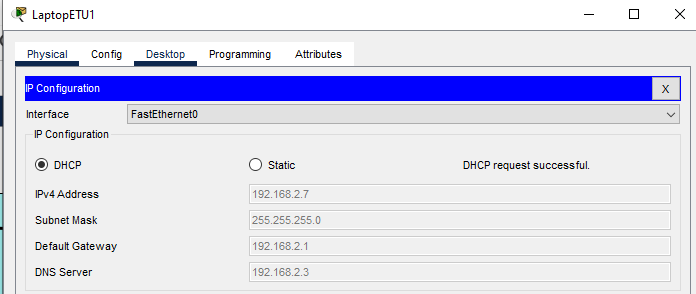 LaptopETU1
Physical Config Desktop Programming Attributes
IP Configuration X
Interface FastEthernet0
IP Configuration
DHCP Static DHCP request successful.
IPv4 Address 192.168.2.7
Subnet Mask 255.255.255.0
Default Gateway 192.168.2.1
DNS Server 192.168.2.3